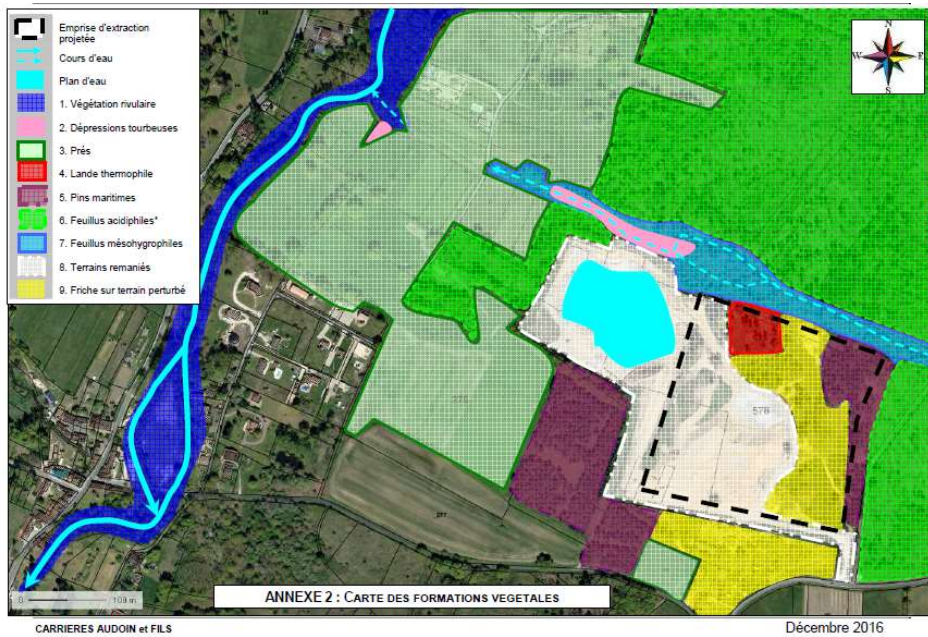 Emprise d'extraction
projetée
Cours d'eau
Plan d'eau
1. Végétation rivulaire
2. Dépressions tourbeuses
3. Prés
4. Lande thermophile
5. Pins maritimes
6. Feuillus acidiphiles*
7. Feuillus mésohygrophiles
8. Terrains remaniés
9. Friche sur terrain perturbé
N
W
E
S
578
277
0
100 m
ANNEXE 2 : CARTE DES FORMATIONS VEGETALES
CARRIERES AUDOIN et FILS
Décembre 2016